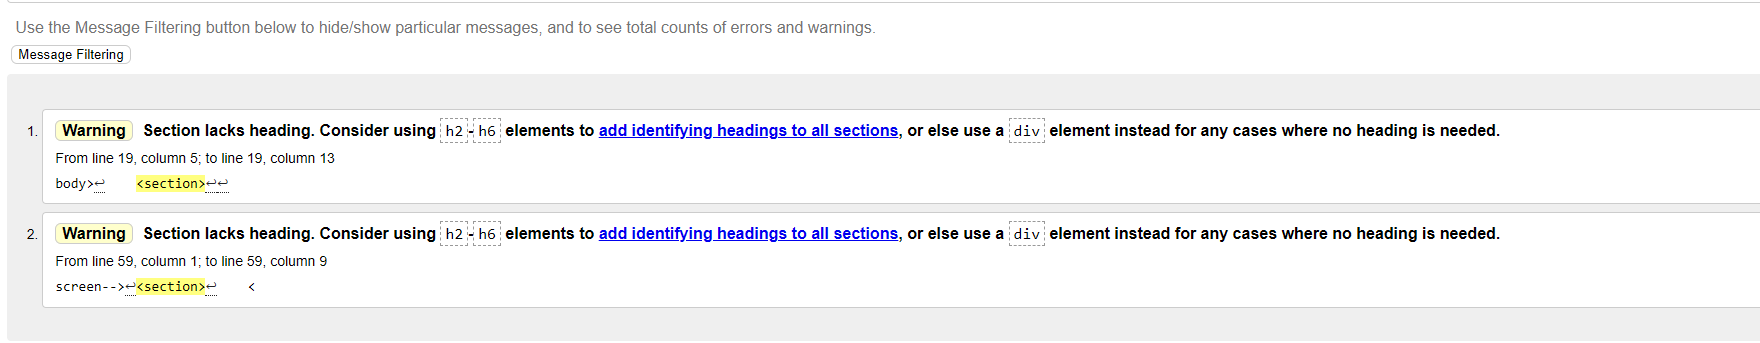 Use the Message Filtering button below to hide/show particular messages, and to see total counts of errors and warnings.
Message Filtering
1. Warning Section lacks heading. Consider using h2-h6 elements to add identifying headings to all sections, or else use a div element instead for any cases where no heading is needed.
From line 19, column 5; to line 19, column 13
body>↩    <section>↩↩
2. Warning Section lacks heading. Consider using h2-h6 elements to add identifying headings to all sections, or else use a div element instead for any cases where no heading is needed.
From line 59, column 1; to line 59, column 9
screen-->↩<section>↩    <